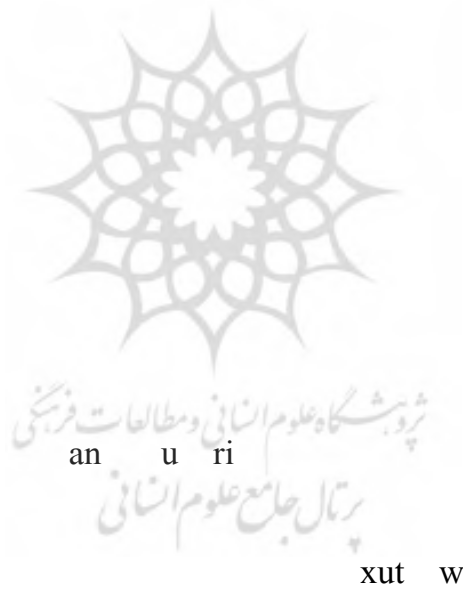 پژوهشگاه علوم انسانی و مطالعات فرهنگی
an u ri
پرتال جامع علوم انسانی
xut w